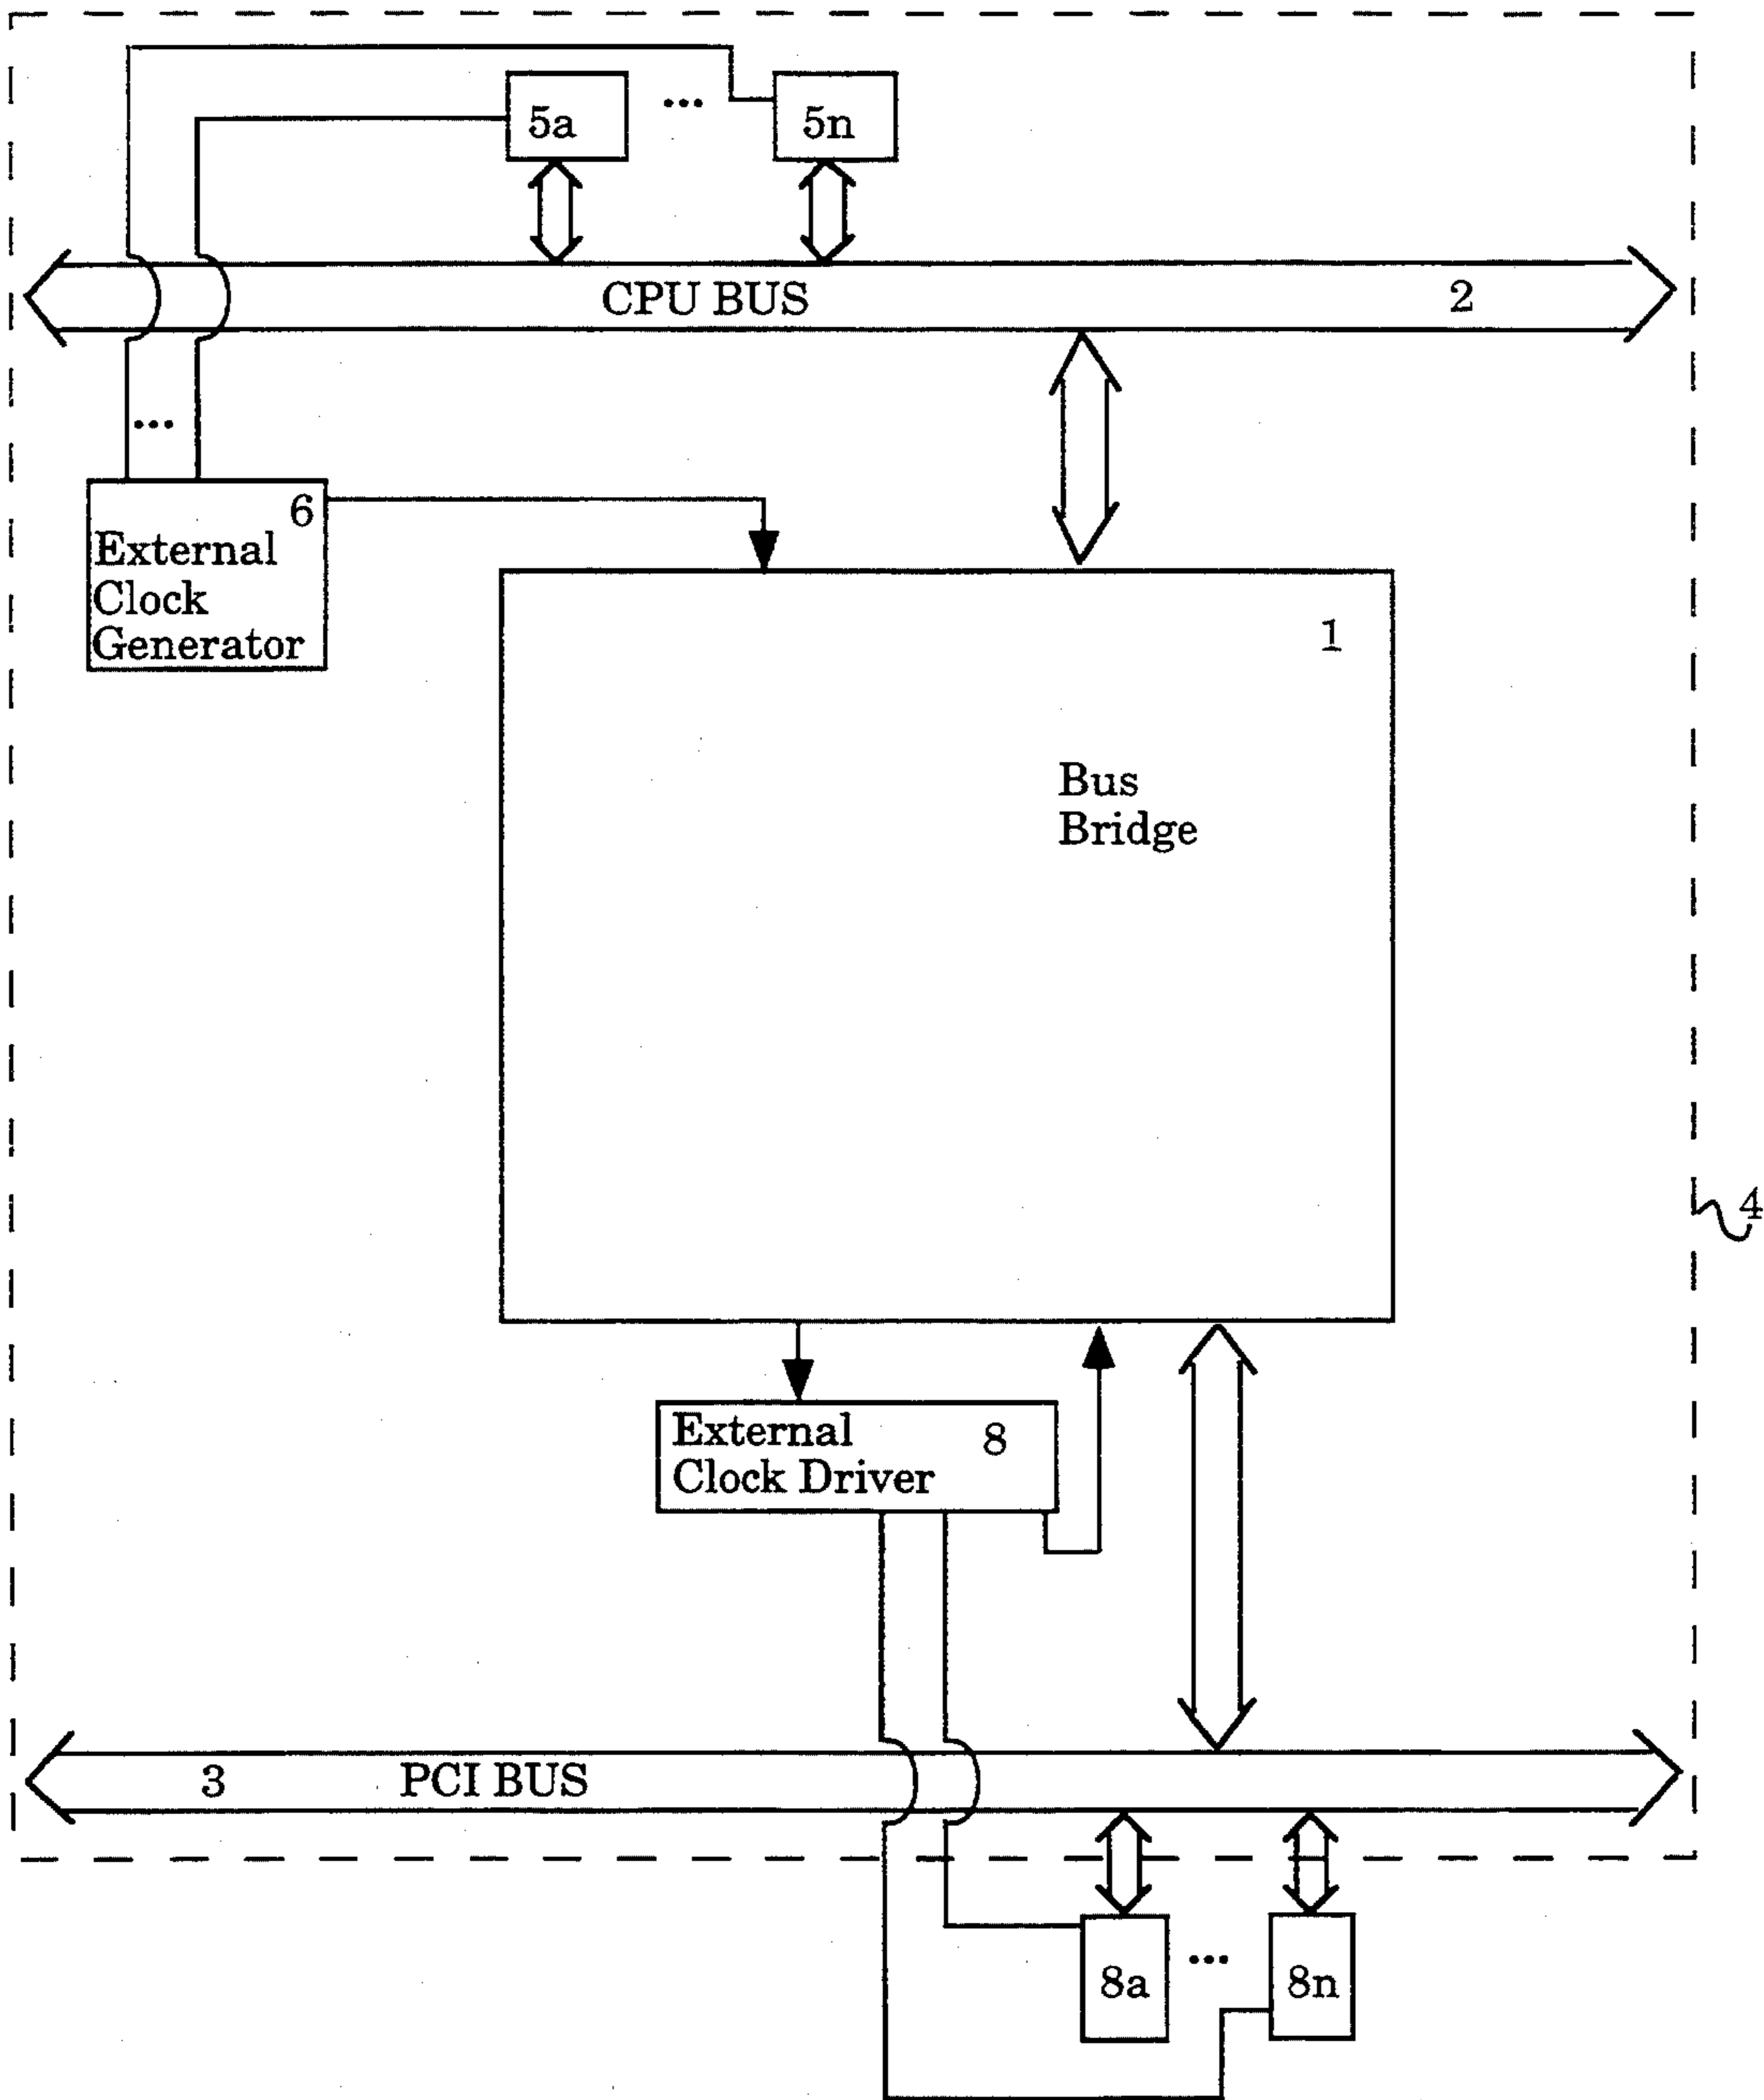 5a
...
5n
CPU BUS
2
...
6
External
Clock
Generator
1
Bus
Bridge
4
External
8
Clock Driver
3
PCI BUS
8a
...
8n